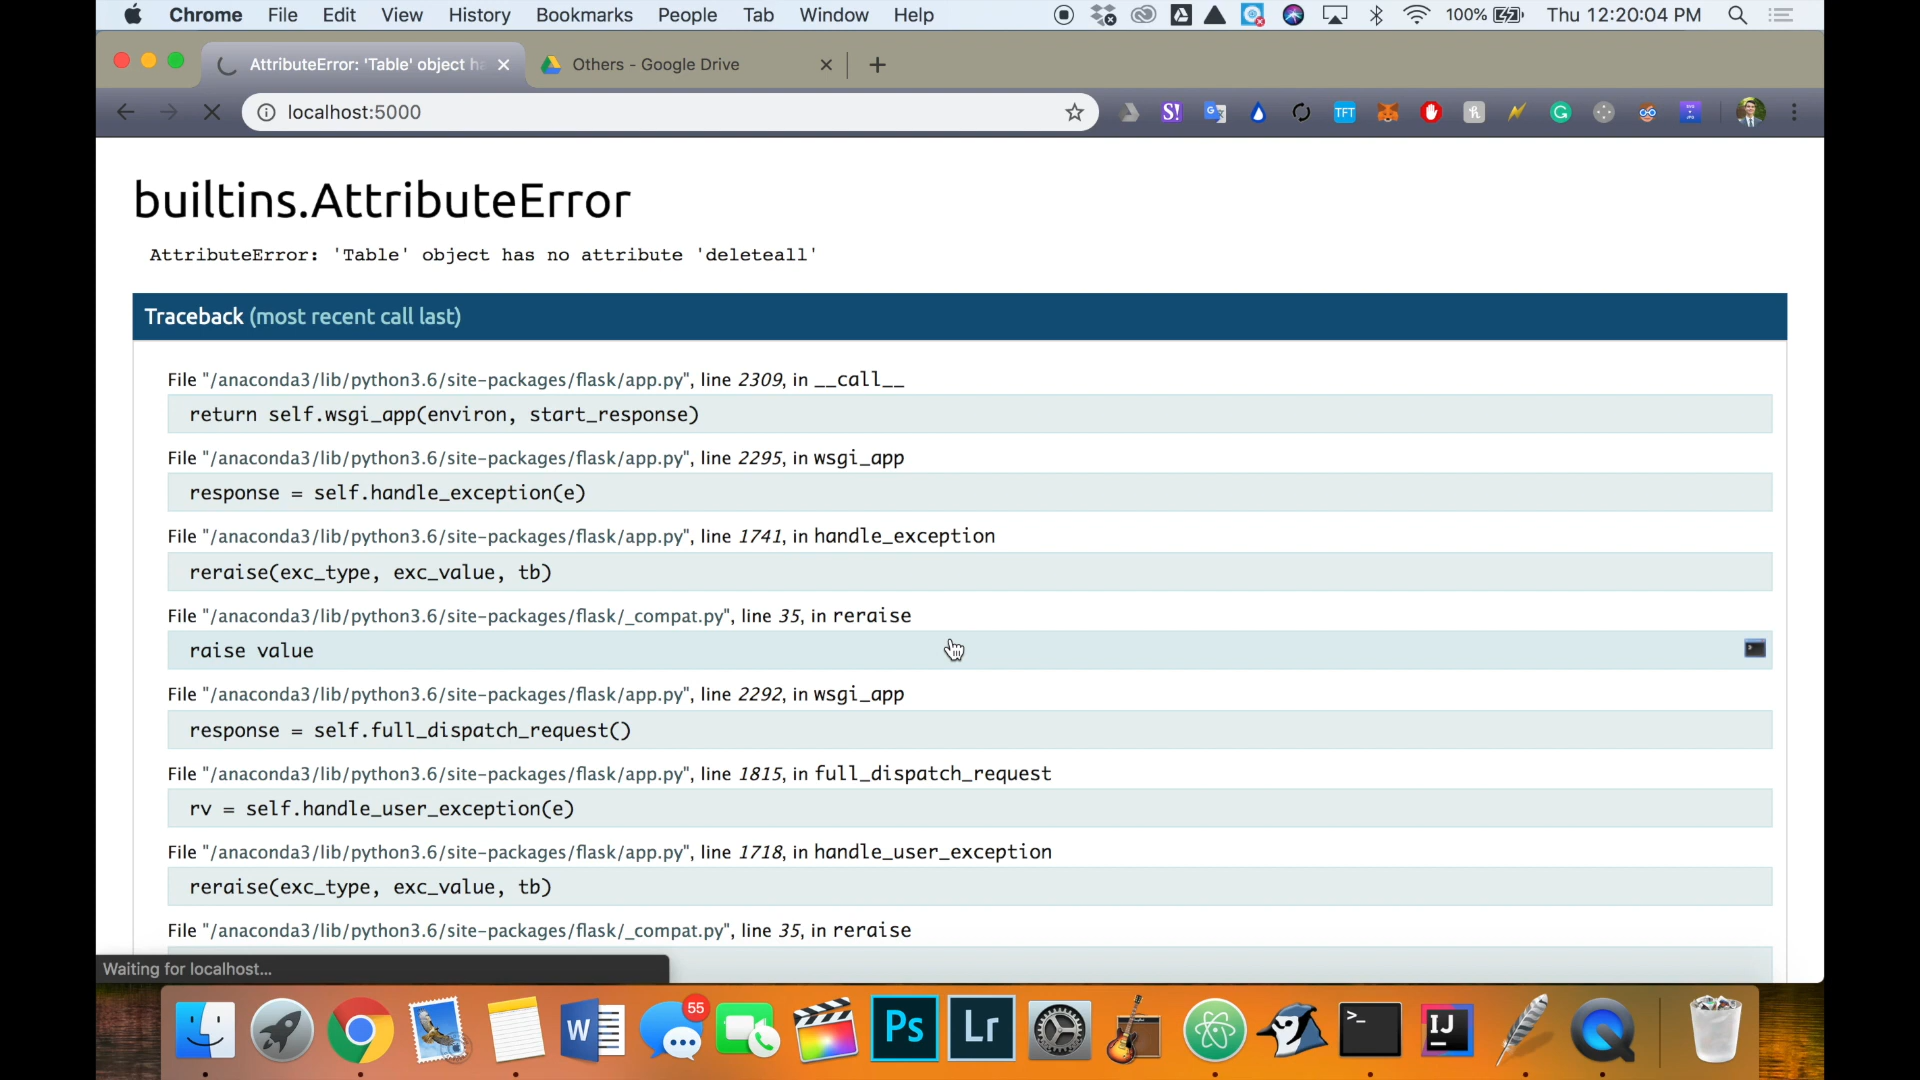 Chrome File Edit View History Bookmarks People Tab Window Help 100% Thu 12:20:04 PM
AttributeError: 'Table' object ha Others - Google Drive
localhost:5000
S! TFT
builtins.AttributeError
AttributeError: 'Table' object has no attribute 'deleteall'
Traceback (most recent call last)
File "/anaconda3/lib/python3.6/site-packages/flask/app.py", line 2309, in __call__
return self.wsgi_app(environ, start_response)
File "/anaconda3/lib/python3.6/site-packages/flask/app.py", line 2295, in wsgi_app
response = self.handle_exception(e)
File "/anaconda3/lib/python3.6/site-packages/flask/app.py", line 1741, in handle_exception
reraise(exc_type, exc_value, tb)
File "/anaconda3/lib/python3.6/site-packages/flask/_compat.py", line 35, in reraise
raise value
File "/anaconda3/lib/python3.6/site-packages/flask/app.py", line 2292, in wsgi_app
response = self.full_dispatch_request()
File "/anaconda3/lib/python3.6/site-packages/flask/app.py", line 1815, in full_dispatch_request
rv = self.handle_user_exception(e)
File "/anaconda3/lib/python3.6/site-packages/flask/app.py", line 1718, in handle_user_exception
reraise(exc_type, exc_value, tb)
File "/anaconda3/lib/python3.6/site-packages/flask/_compat.py", line 35, in reraise
Waiting for localhost...
55
W Ps Lr >_ IJ